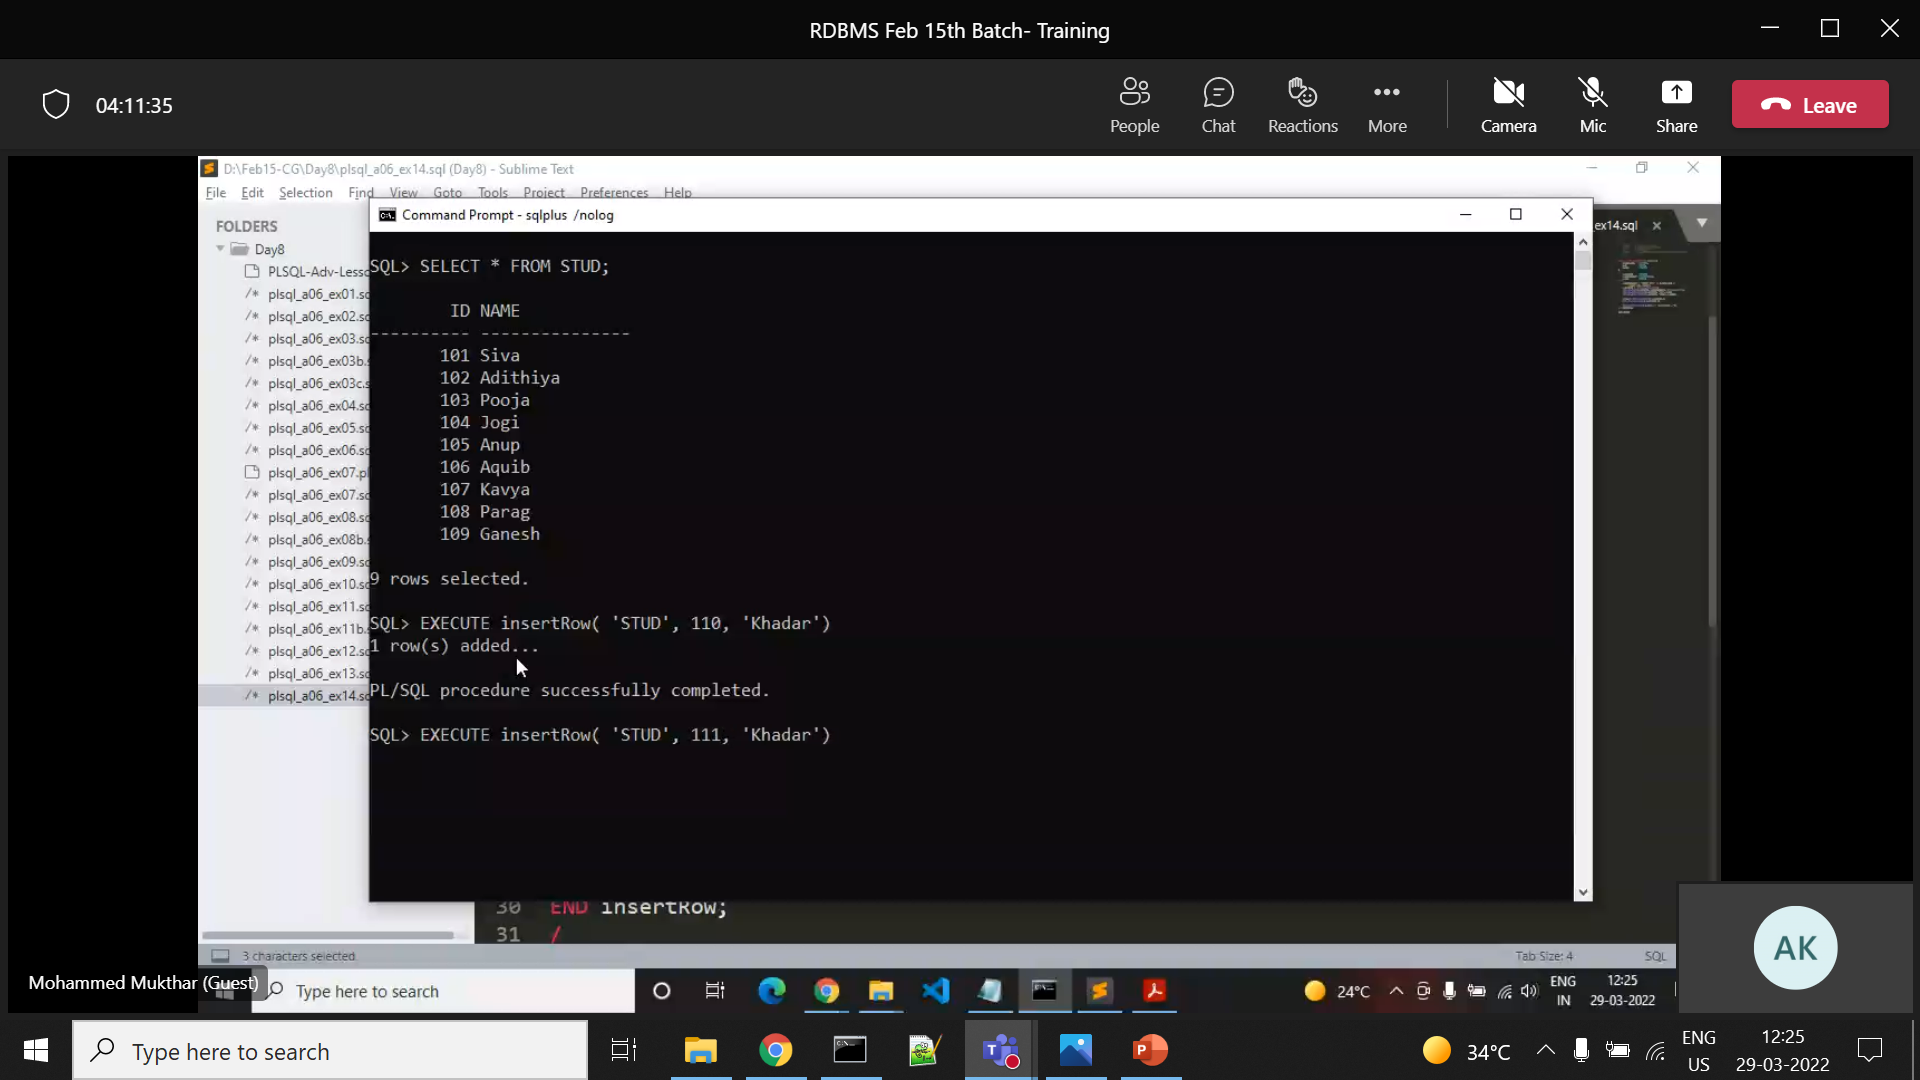 RDBMS Feb 15th Batch- Training
04:11:35
People
Chat
Reactions
More
Camera
Mic
Share
Leave
D:\Feb15-CG\Day8\plsql_a06_ex14.sql (Day8) - Sublime Text
File Edit Selection Find View Goto Tools Project Preferences Help
Command Prompt - sqlplus /nolog
ex14.sql
FOLDERS
Day8
PLSQL-Adv-Less
/* plsql_a06_ex01.s
/* plsql_a06_ex02.s
/* plsql_a06_ex03.s
/* plsql_a06_ex03b.
/* plsql_a06_ex03c.s
/* plsql_a06_ex04.s
/* plsql_a06_ex05.s
/* plsql_a06_ex06.s
plsql_a06_ex07.p
/* plsql_a06_ex07.s
/* plsql_a06_ex08.s
/* plsql_a06_ex08b.
/* plsql_a06_ex09.s
/* plsql_a06_ex10.s
/* plsql_a06_ex11.s
/* plsql_a06_ex11b.
/* plsql_a06_ex12.s
/* plsql_a06_ex13.s
/* plsql_a06_ex14.s
SQL> SELECT * FROM STUD;
ID NAME
---------- ---------------
101 Siva
102 Adithiya
103 Pooja
104 Jogi
105 Anup
106 Aquib
107 Kavya
108 Parag
109 Ganesh
9 rows selected.
SQL> EXECUTE insertRow( 'STUD', 110, 'Khadar')
1 row(s) added...
PL/SQL procedure successfully completed.
SQL> EXECUTE insertRow( 'STUD', 111, 'Khadar')
30 END insertRow;
31 /
3 characters selected
Tab Size: 4
SQL
Mohammed Mukthar (Guest)
Type here to search
24°C
ENG
IN
12:25
29-03-2022
AK
Type here to search
34°C
ENG
US
12:25
29-03-2022